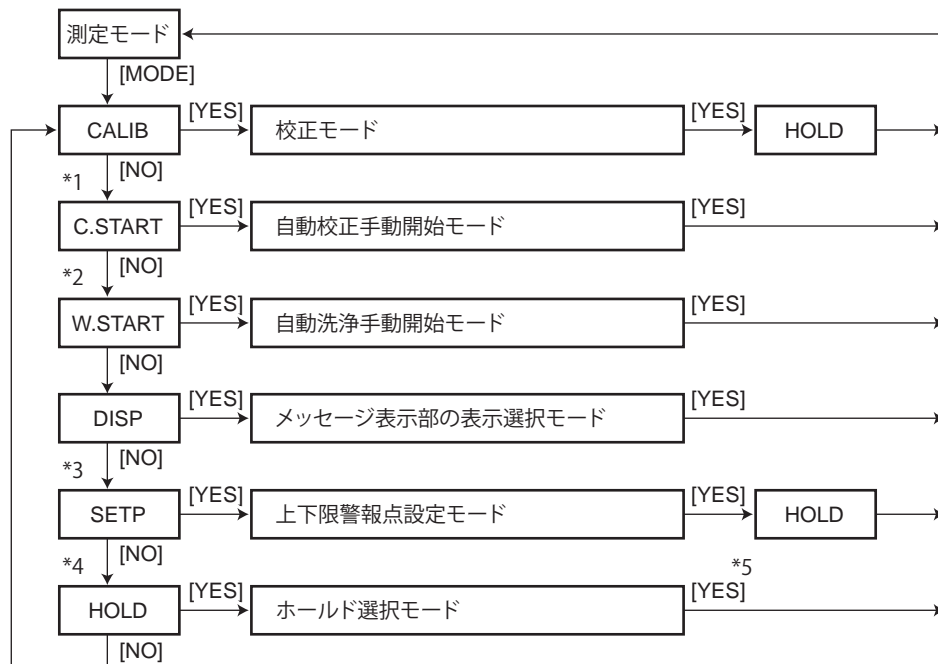 測定モード
[MODE]
CALIB [YES] 校正モード [YES] HOLD
*1 [NO]
C.START [YES] 自動校正手動開始モード [YES]
*2 [NO]
W.START [YES] 自動洗浄手動開始モード [YES]
[NO]
DISP [YES] メッセージ表示部の表示選択モード [YES]
*3 [NO]
SETP [YES] 上下限警報点設定モード [YES] HOLD
*4 [NO]
HOLD [YES] ホールド選択モード [YES] *5
[NO]